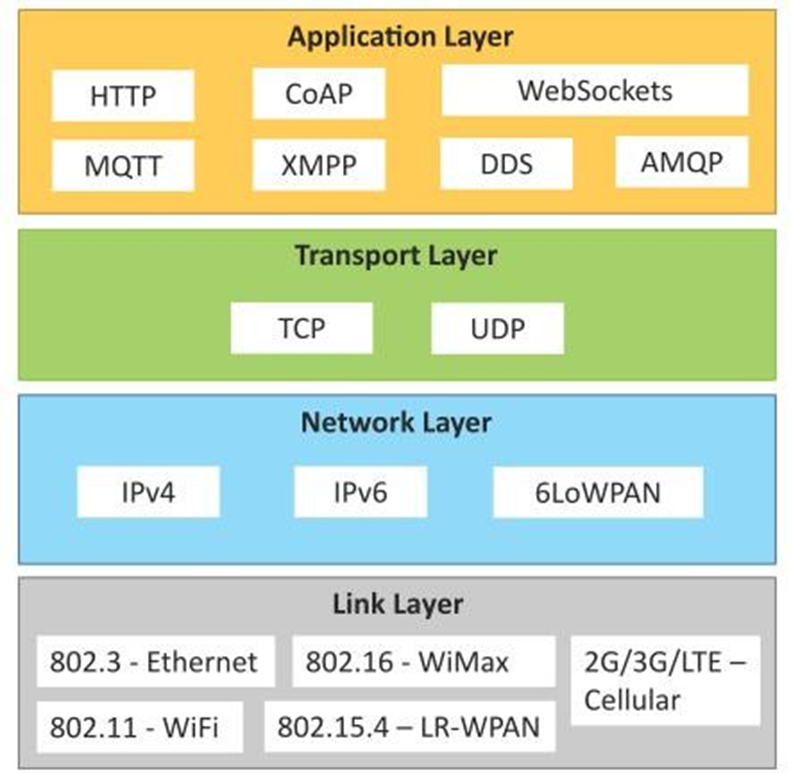 Application Layer
HTTP
CoAP
WebSockets
MQTT
XMPP
DDS
AMQP
Transport Layer
TCP
UDP
Network Layer
IPv4
IPv6
6LoWPAN
Link Layer
802.3 - Ethernet
802.16 - WiMax
2G/3G/LTE –
Cellular
802.11 - WiFi
802.15.4 – LR-WPAN